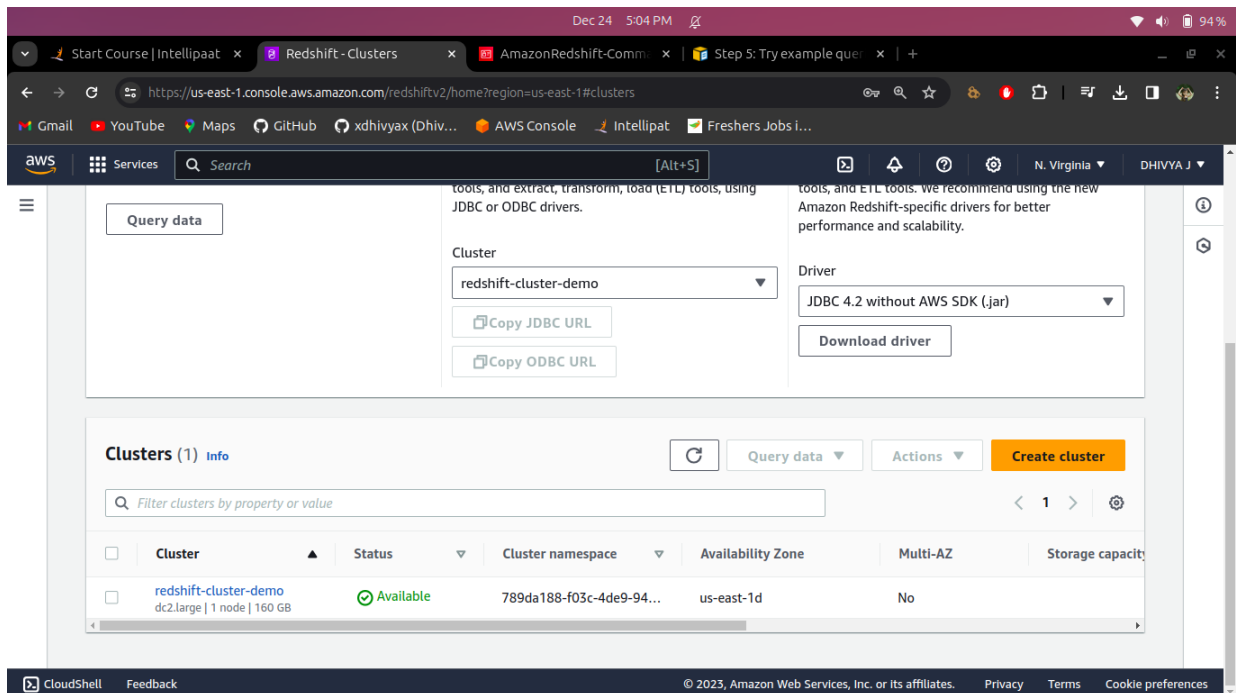 Dec 24 5:04 PM
94 %
Start Course | Intellipaat
Redshift - Clusters
AmazonRedshift-Comm
Step 5: Try example quer
https://us-east-1.console.aws.amazon.com/redshiftv2/home?region=us-east-1#clusters
Gmail YouTube Maps GitHub xdhivyax (Dhiv... AWS Console Intellipat Freshers Jobs i...
aws Services Search [Alt+S] N. Virginia DHIVYA J
Query data
tools, and extract, transform, load (ETL) tools, using
JDBC or ODBC drivers.
Cluster
redshift-cluster-demo
Copy JDBC URL
Copy ODBC URL
tools, and ETL tools. We recommend using the new
Amazon Redshift-specific drivers for better
performance and scalability.
Driver
JDBC 4.2 without AWS SDK (.jar)
Download driver
Clusters (1) Info
Query data Actions Create cluster
Filter clusters by property or value
1
Cluster Status Cluster namespace Availability Zone Multi-AZ Storage capacity
redshift-cluster-demo Available 789da188-f03c-4de9-94... us-east-1d No
dc2.large | 1 node | 160 GB
CloudShell Feedback © 2023, Amazon Web Services, Inc. or its affiliates. Privacy Terms Cookie preferences